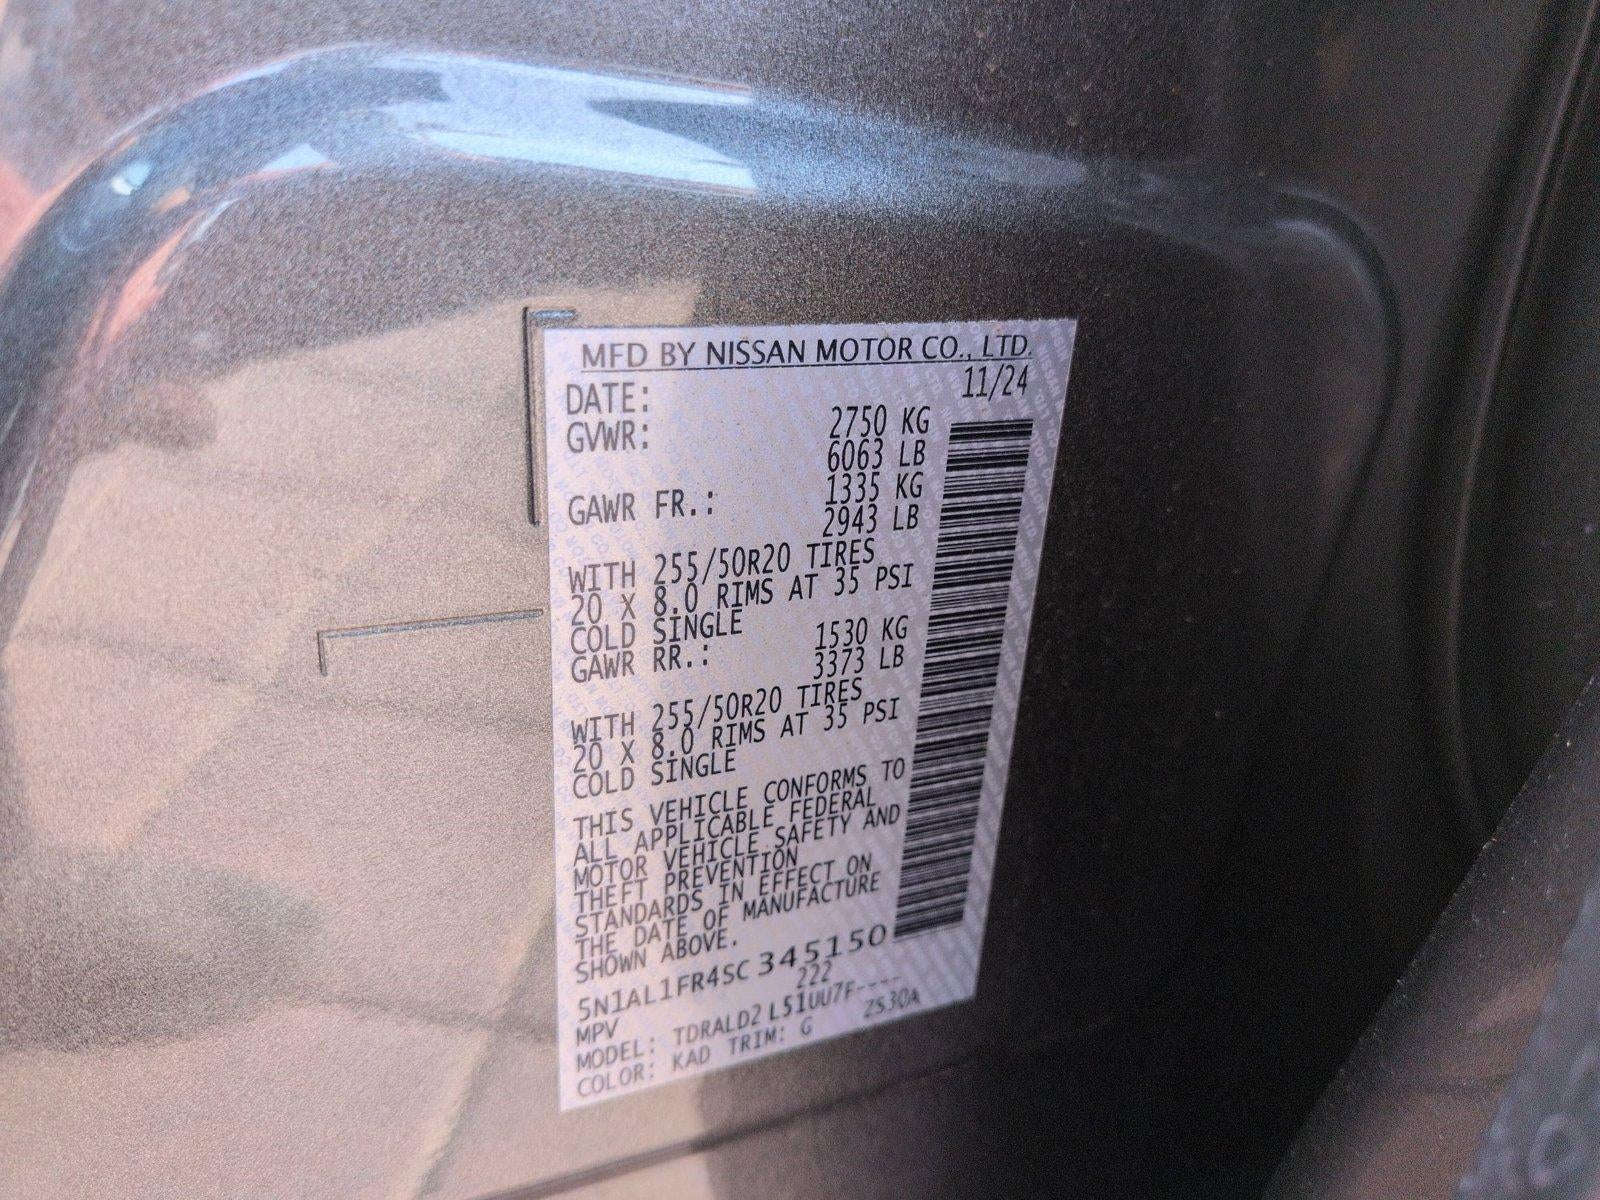 MFD BY NISSAN MOTOR CO., LTD.
DATE: 11/24
GVWR: 2750 KG
6063 LB
GAWR FR.: 1335 KG
2943 LB
WITH 255/50R20 TIRES
20 X 8.0 RIMS AT 35 PSI
COLD SINGLE
GAWR RR.: 1530 KG
3373 LB
WITH 255/50R20 TIRES
20 X 8.0 RIMS AT 35 PSI
COLD SINGLE
THIS VEHICLE CONFORMS TO
ALL APPLICABLE FEDERAL
MOTOR VEHICLE SAFETY AND
THEFT PREVENTION
STANDARDS IN EFFECT ON
THE DATE OF MANUFACTURE
SHOWN ABOVE.
5N1AL1FR4SC 345150
MPV 222
MODEL: TDRALD2 L51UU7F----
COLOR: KAD TRIM: G ZS30A